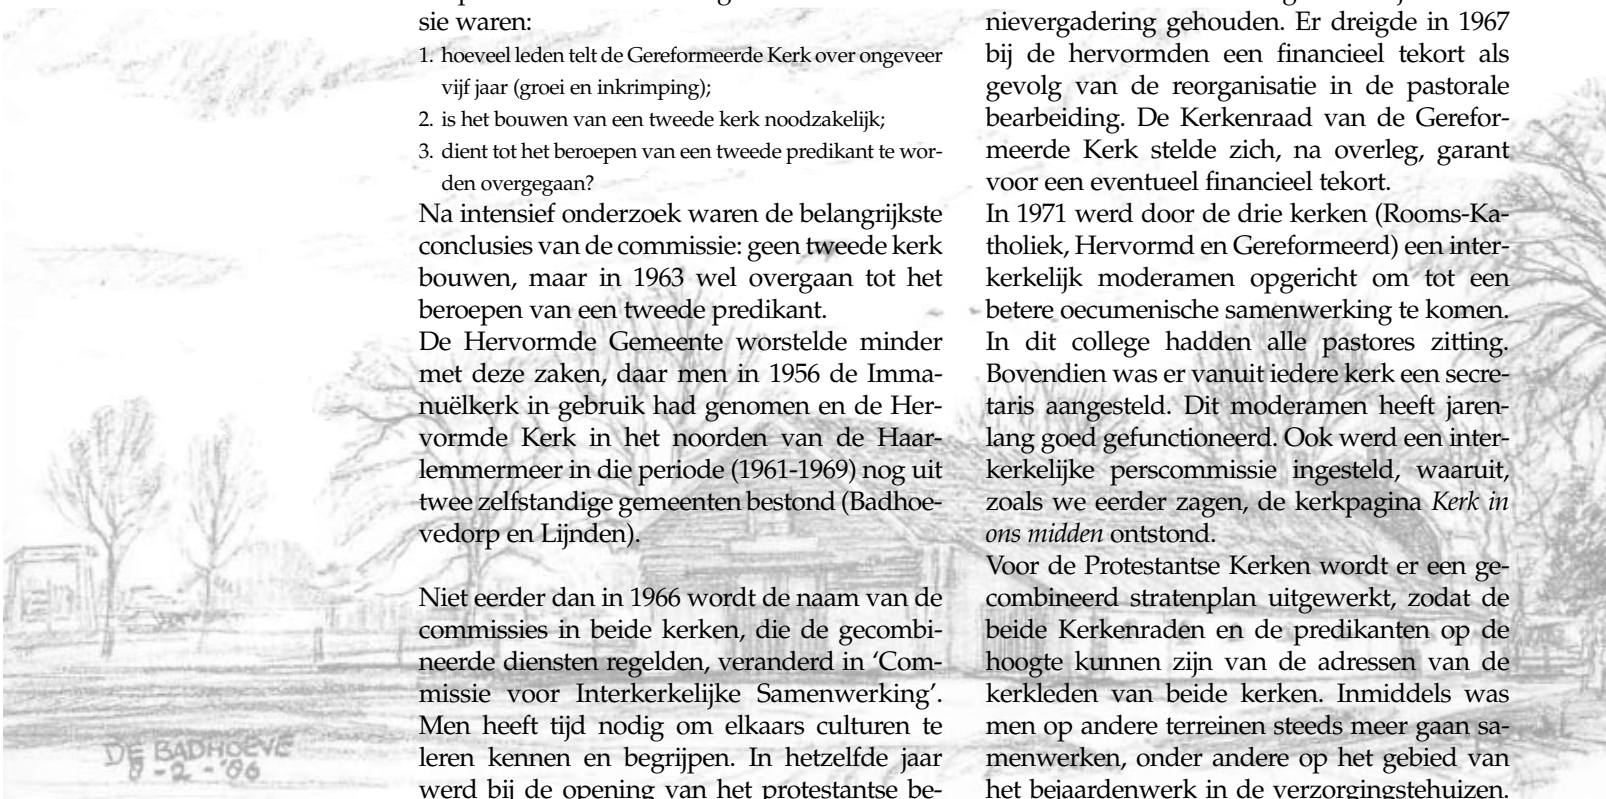 sie waren:
1. hoeveel leden telt de Gereformeerde Kerk over ongeveer
vijf jaar (groei en inkrimping);
2. is het bouwen van een tweede kerk noodzakelijk;
3. dient tot het beroepen van een tweede predikant te wor-
den overgegaan?
Na intensief onderzoek waren de belangrijkste
conclusies van de commissie: geen tweede kerk
bouwen, maar in 1963 wel overgaan tot het
beroepen van een tweede predikant.
De Hervormde Gemeente worstelde minder
met deze zaken, daar men in 1956 de Imma-
nuëlkerk in gebruik had genomen en de Her-
vormde Kerk in het noorden van de Haar-
lemmermeer in die periode (1961-1969) nog uit
twee zelfstandige gemeenten bestond (Badhoe-
vedorp en Lijnden).
Niet eerder dan in 1966 wordt de naam van de
commissies in beide kerken, die de gecombi-
neerde diensten regelden, veranderd in ‘Com-
missie voor Interkerkelijke Samenwerking’.
Men heeft tijd nodig om elkaars culturen te
leren kennen en begrijpen. In hetzelfde jaar
werd bij de opening van het protestantse be-
nievergadering gehouden. Er dreigde in 1967
bij de hervormden een financieel tekort als
gevolg van de reorganisatie in de pastorale
bearbeiding. De Kerkenraad van de Gerefor-
meerde Kerk stelde zich, na overleg, garant
voor een eventueel financieel tekort.
In 1971 werd door de drie kerken (Rooms-Ka-
tholiek, Hervormd en Gereformeerd) een inter-
kerkelijk moderamen opgericht om tot een
betere oecumenische samenwerking te komen.
In dit college hadden alle pastores zitting.
Bovendien was er vanuit iedere kerk een secre-
taris aangesteld. Dit moderamen heeft jaren-
lang goed gefunctioneerd. Ook werd een inter-
kerkelijke perscommissie ingesteld, waaruit,
zoals we eerder zagen, de kerkpagina Kerk in
ons midden ontstond.
Voor de Protestantse Kerken wordt er een ge-
combineerd stratenplan uitgewerkt, zodat de
beide Kerkenraden en de predikanten op de
hoogte kunnen zijn van de adressen van de
kerkleden van beide kerken. Inmiddels was
men op andere terreinen steeds meer gaan sa-
menwerken, onder andere op het gebied van
het bejaardenwerk in de verzorgingstehuizen.
DE BADHOEVE
8-2-'86